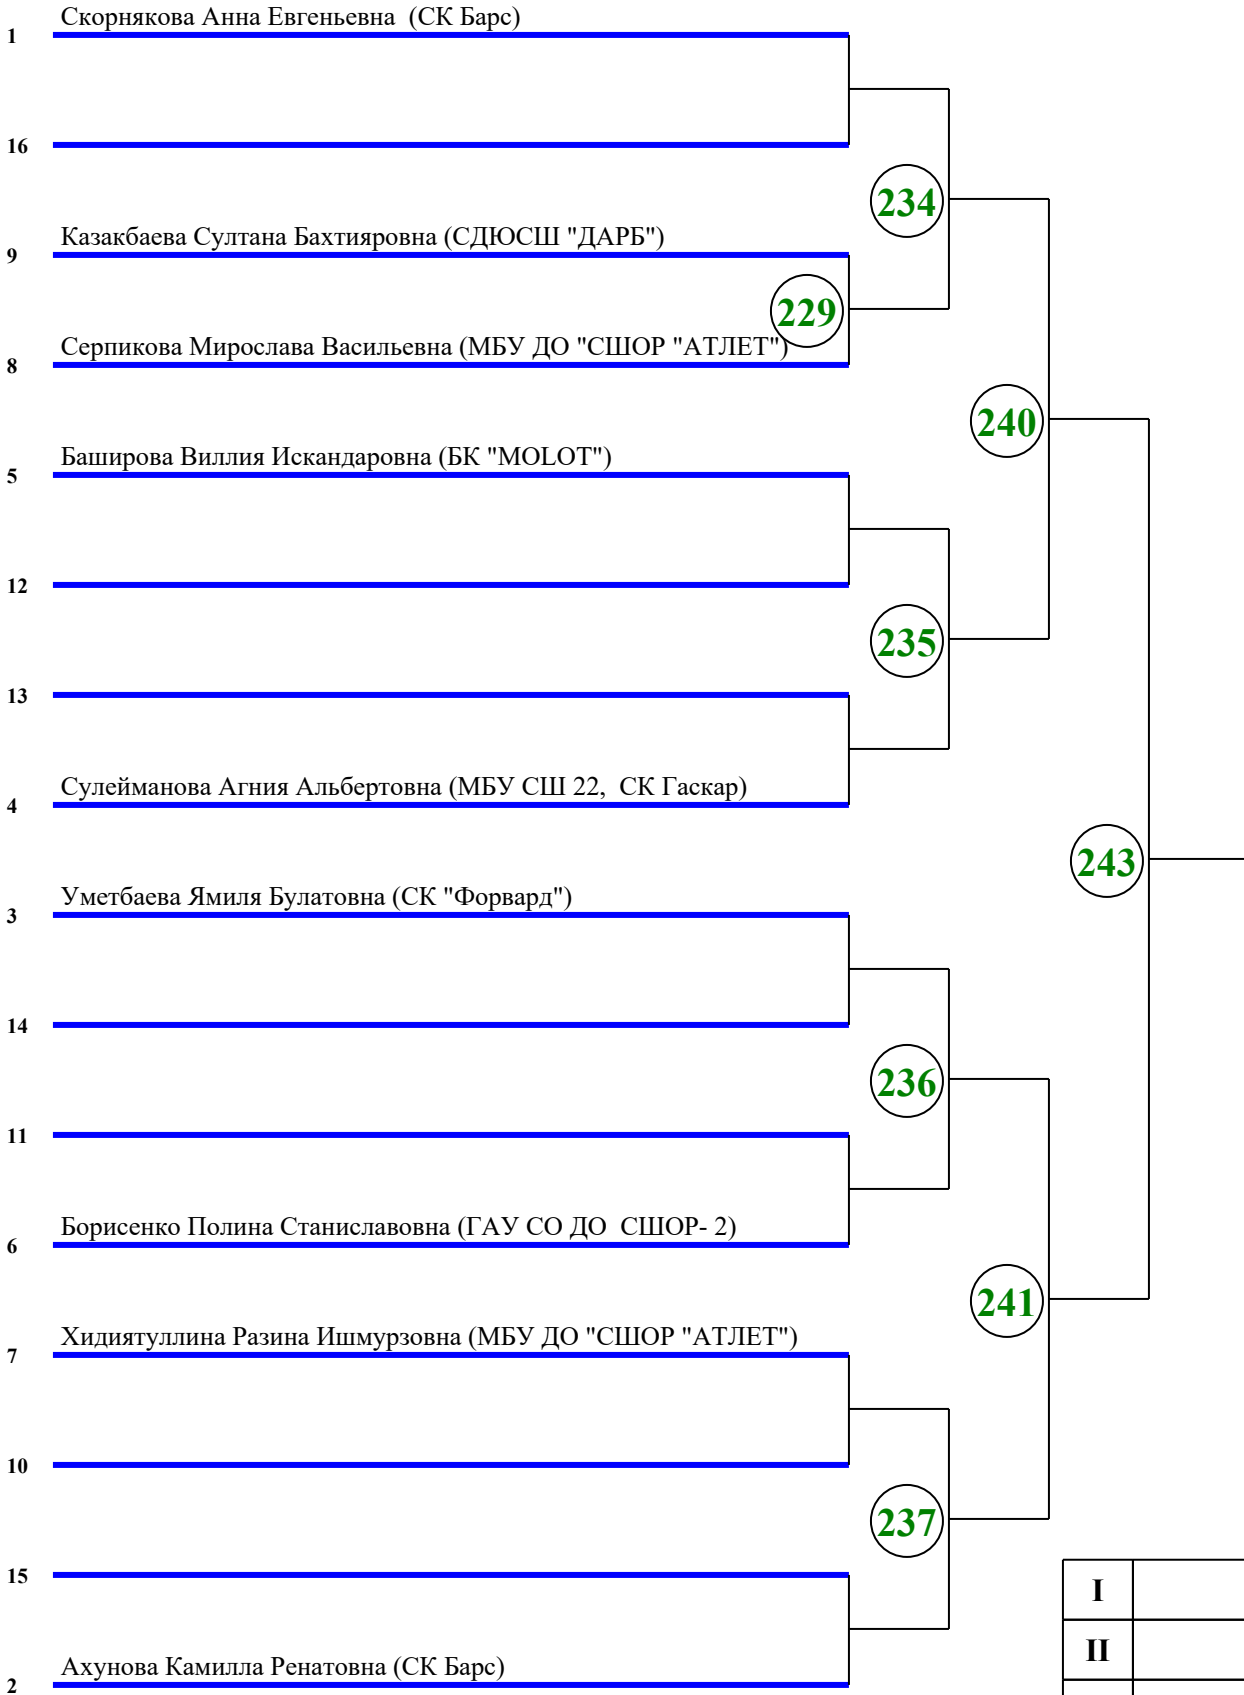 Скорнякова Анна Евгеньевна  (СК Барс)
1
16
234
Казакбаева Султана Бахтияровна (СДЮСШ "ДАРБ")
9
229
Серпикова Мирослава Васильевна (МБУ ДО "СШОР "АТЛЕТ")
8
240
Баширова Виллия Искандаровна (БК "MOLOT")
5
12
235
13
Сулейманова Агния Альбертовна (МБУ СШ 22,  СК Гаскар)
4
243
Уметбаева Ямиля Булатовна (СК "Форвард")
3
14
236
11
Борисенко Полина Станиславовна (ГАУ СО ДО  СШОР- 2)
6
241
Хидиятуллина Разина Ишмурзовна (МБУ ДО "СШОР "АТЛЕТ")
7
10
237
15
I
II
Ахунова Камилла Ренатовна (СК Барс)
2